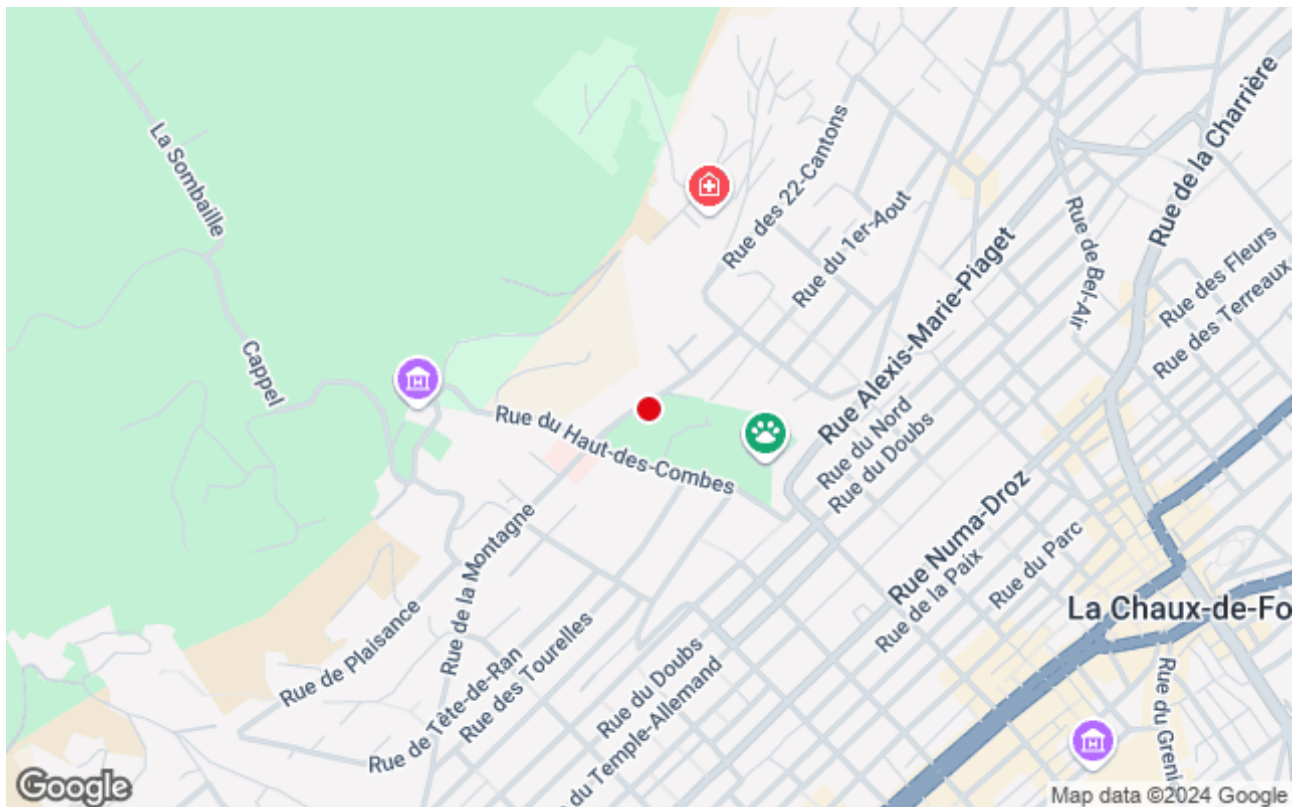 La Sombaille
Cappel
Rue des 22-Cantons
Rue du 1er-Aout
Rue Alexis-Marie-Piaget
Rue de Bel-Air
Rue de la Charrière
Rue des Fleurs
Rue des Terreaux
Rue du Haut-des-Combes
Rue du Nord
Rue du Doubs
Rue Numa-Droz
Rue de la Paix
Rue du Parc
La Chaux-de-Fo
Rue de la Montagne
Rue de Plaisance
Rue de Tête-de-Ran
Rue des Tourelles
Rue du Doubs
du Temple-Allemand
Rue du Greni
Google
Map data ©2024 Google